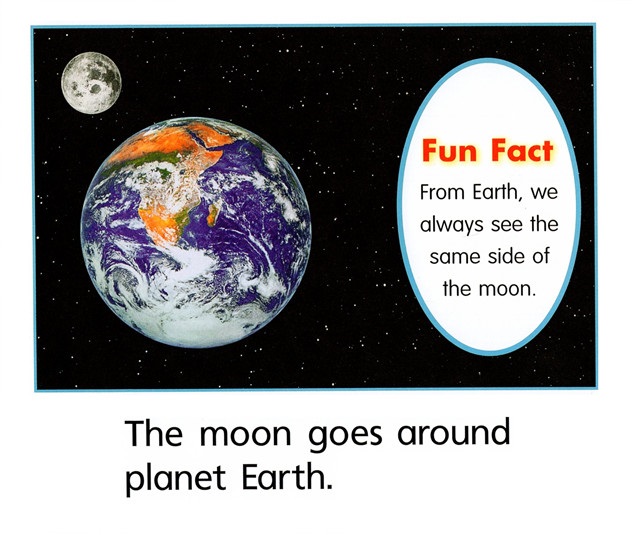 Fun Fact
From Earth, we
always see the
same side of
the moon.
The moon goes around
planet Earth.